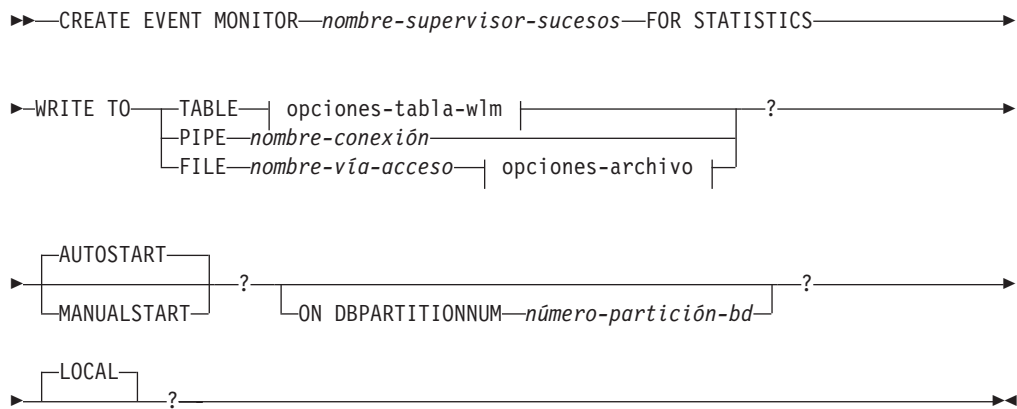 CREATE EVENT MONITOR nombre-supervisor-sucesos FOR STATISTICS
WRITE TO TABLE opciones-tabla-wlm ?
PIPE nombre-conexión
FILE nombre-vía-acceso opciones-archivo
AUTOSTART
? ?
MANUALSTART ON DBPARTITIONNUM número-partición-bd
LOCAL
?